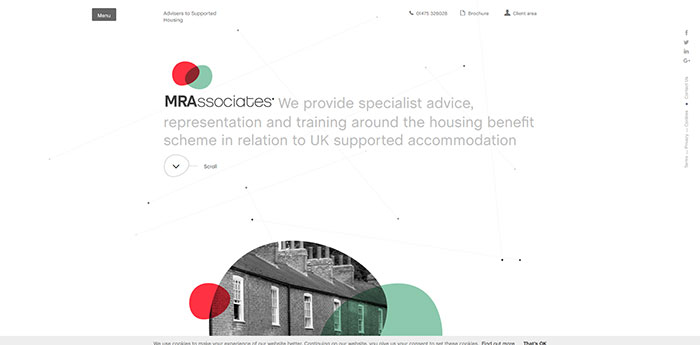 Menu
Advisers to Supported
Housing
01475 328028
Brochure
Client area
MRAssociates
We provide specialist advice,
representation and training around the housing benefit
scheme in relation to UK supported accommodation
Scroll
Terms — Privacy — Cookies
Contact Us
We use cookies to make your experience of our website better. Continuing on our website, you give us your consent to set these cookies. Find out more That's OK